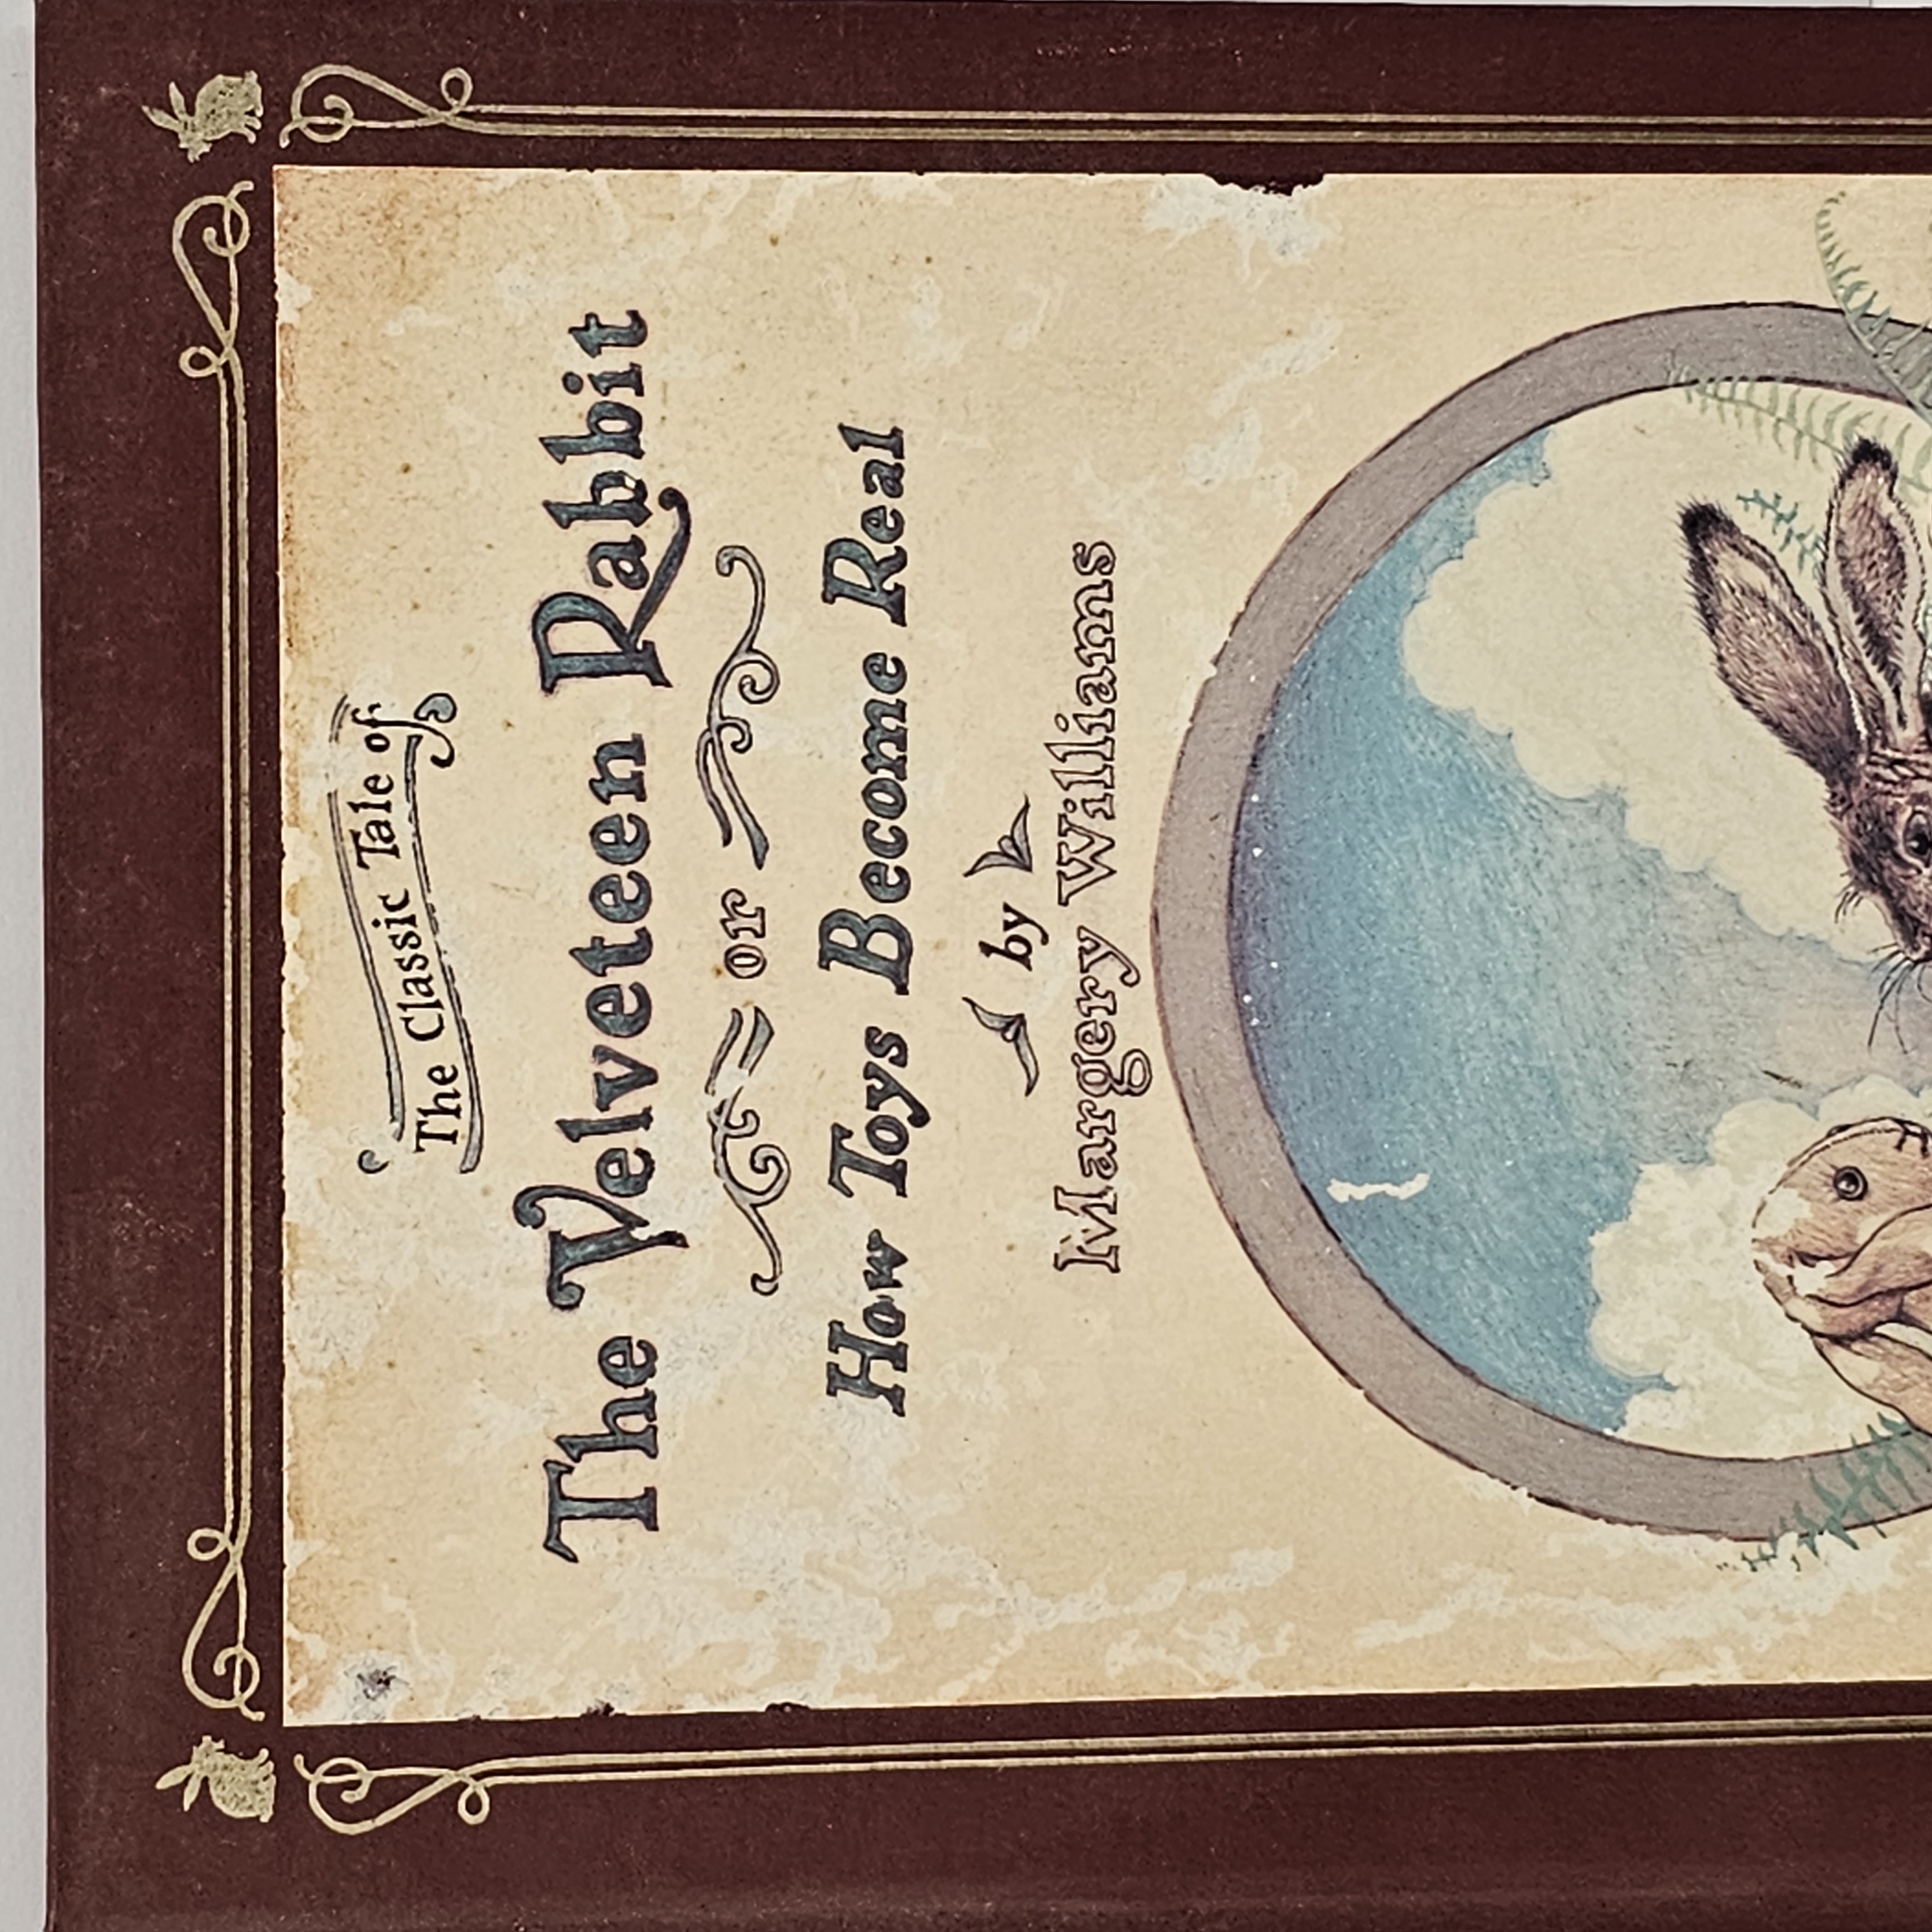 The Classic Tale of
The Velveteen Rabbit
or
How Toys Become Real
by
Margery Williams